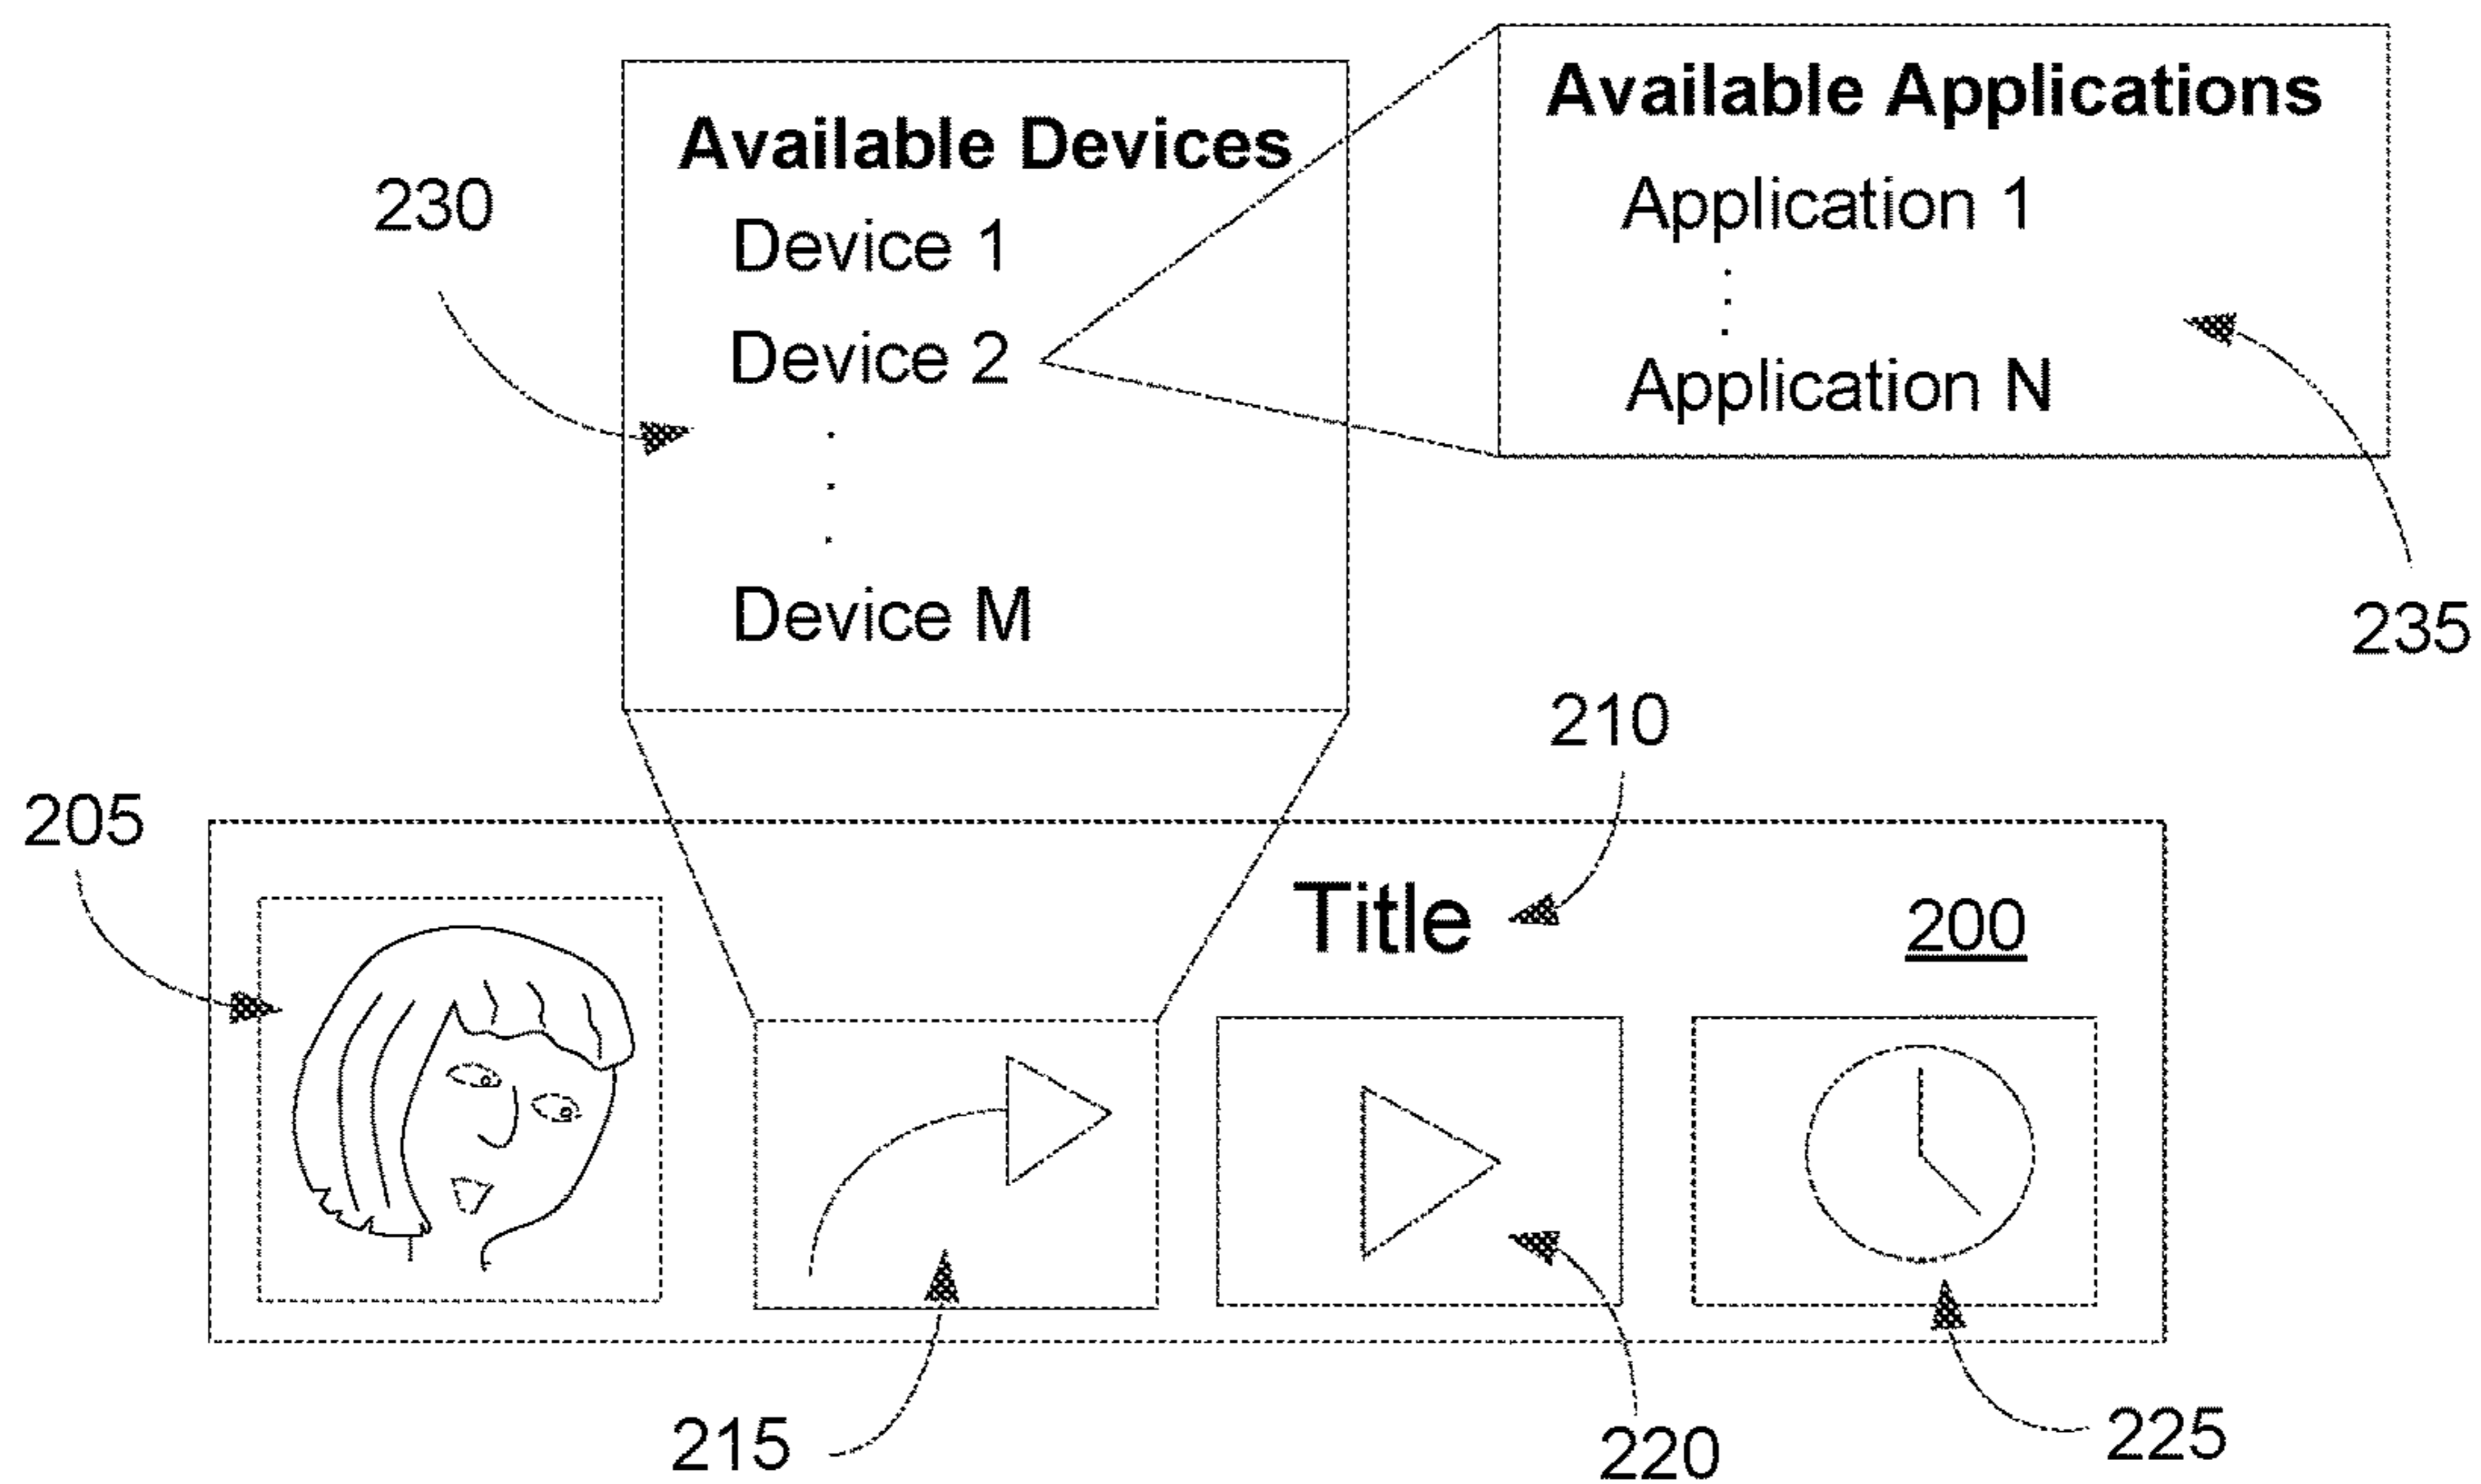 Available Applications
Application 1
Application N
235
Available Devices
Device 1
Device 2
Device M
230
210
205
Title
200
215
220
225